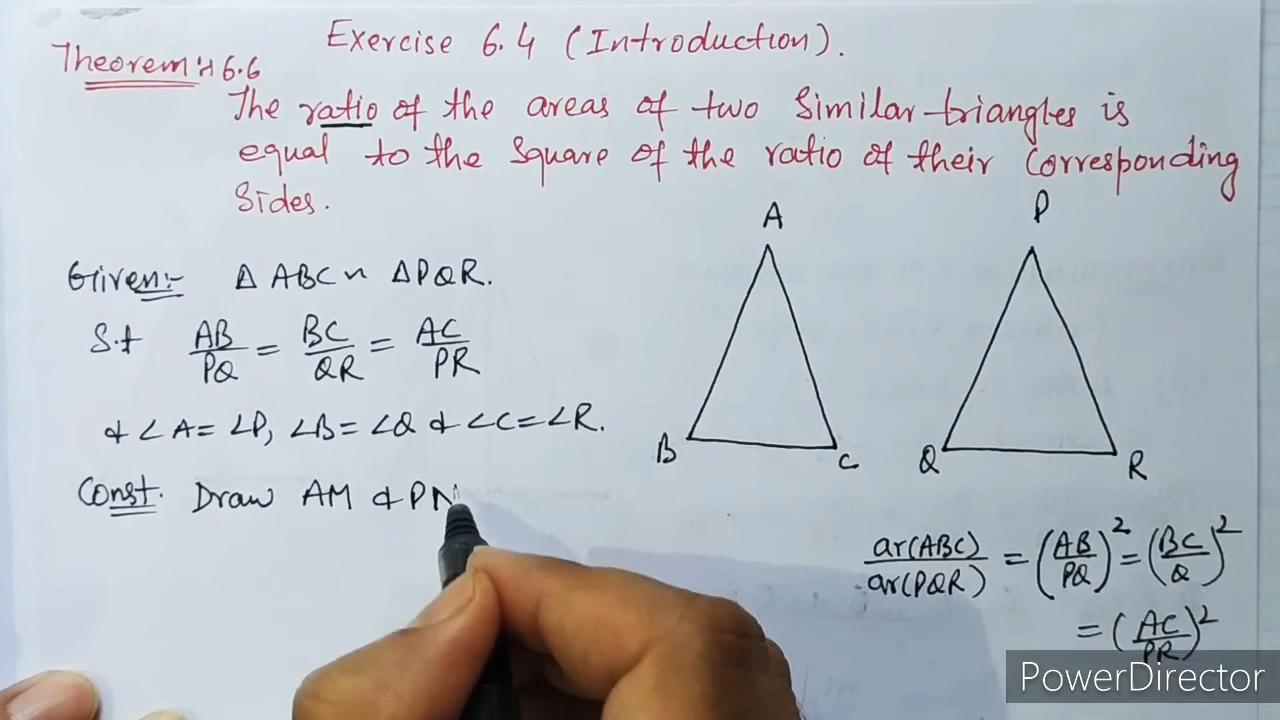 Exercise 6.4 (Introduction).
Theorem:- 6.6
The ratio of the areas of two Similar triangles is
equal to the square of the ratio of their Corresponding
Sides.
Given:- Δ ABC ~ ΔPQR.
S.t AB/PQ = BC/QR = AC/PR
& ∠A = ∠P, ∠B = ∠Q & ∠C = ∠R.
Const. Draw AM & PN
A
B
C
P
Q
R
ar(ABC)/ar(PQR) = (AB/PQ)² = (BC/Q)²
= (AC/PR)²
PowerDirector